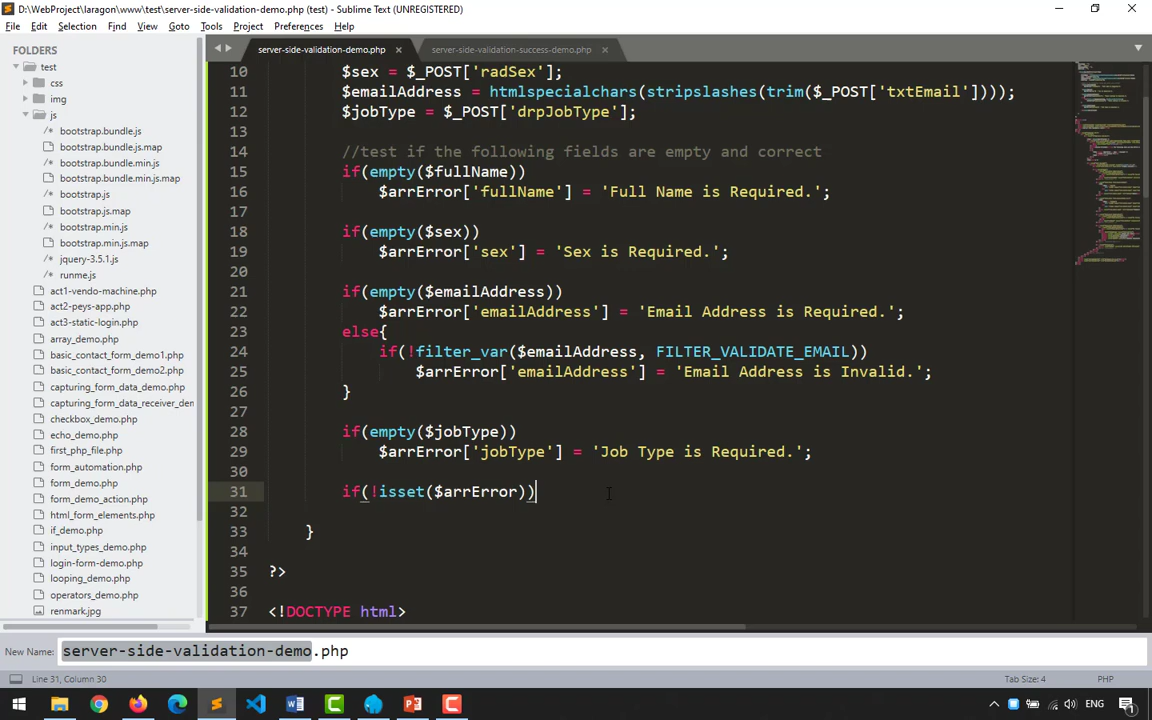 D:\WebProject\laragon\www\test\server-side-validation-demo.php (test) - Sublime Text (UNREGISTERED)
File Edit Selection Find View Goto Tools Project Preferences Help
FOLDERS
test
css
img
js
bootstrap.bundle.js
bootstrap.bundle.js.map
bootstrap.bundle.min.js
bootstrap.bundle.min.js.map
bootstrap.js
bootstrap.js.map
bootstrap.min.js
bootstrap.min.js.map
jquery-3.5.1.js
runme.js
act1-vendo-machine.php
act2-peys-app.php
act3-static-login.php
array_demo.php
basic_contact_form_demo1.php
basic_contact_form_demo2.php
capturing_form_data_demo.php
capturing_form_data_receiver_den
checkbox_demo.php
echo_demo.php
first_php_file.php
form_automation.php
form_demo.php
form_demo_action.php
html_form_elements.php
if_demo.php
input_types_demo.php
login-form-demo.php
looping_demo.php
operators_demo.php
renmark.jpg
server-side-validation-demo.php × server-side-validation-success-demo.php ×
10 $sex = $_POST['radSex'];
11 $emailAddress = htmlspecialchars(stripslashes(trim($_POST['txtEmail'])));
12 $jobType = $_POST['drpJobType'];
13
14 //test if the following fields are empty and correct
15 if(empty($fullName))
16 $arrError['fullName'] = 'Full Name is Required.';
17
18 if(empty($sex))
19 $arrError['sex'] = 'Sex is Required.';
20
21 if(empty($emailAddress))
22 $arrError['emailAddress'] = 'Email Address is Required.';
23 else{
24 if(!filter_var($emailAddress, FILTER_VALIDATE_EMAIL))
25 $arrError['emailAddress'] = 'Email Address is Invalid.';
26 }
27
28 if(empty($jobType))
29 $arrError['jobType'] = 'Job Type is Required.';
30
31 if(!isset($arrError))
32
33 }
34
35 ?>
36
37 <!DOCTYPE html>
New Name: server-side-validation-demo.php
Line 31, Column 30 Tab Size: 4 PHP
ENG